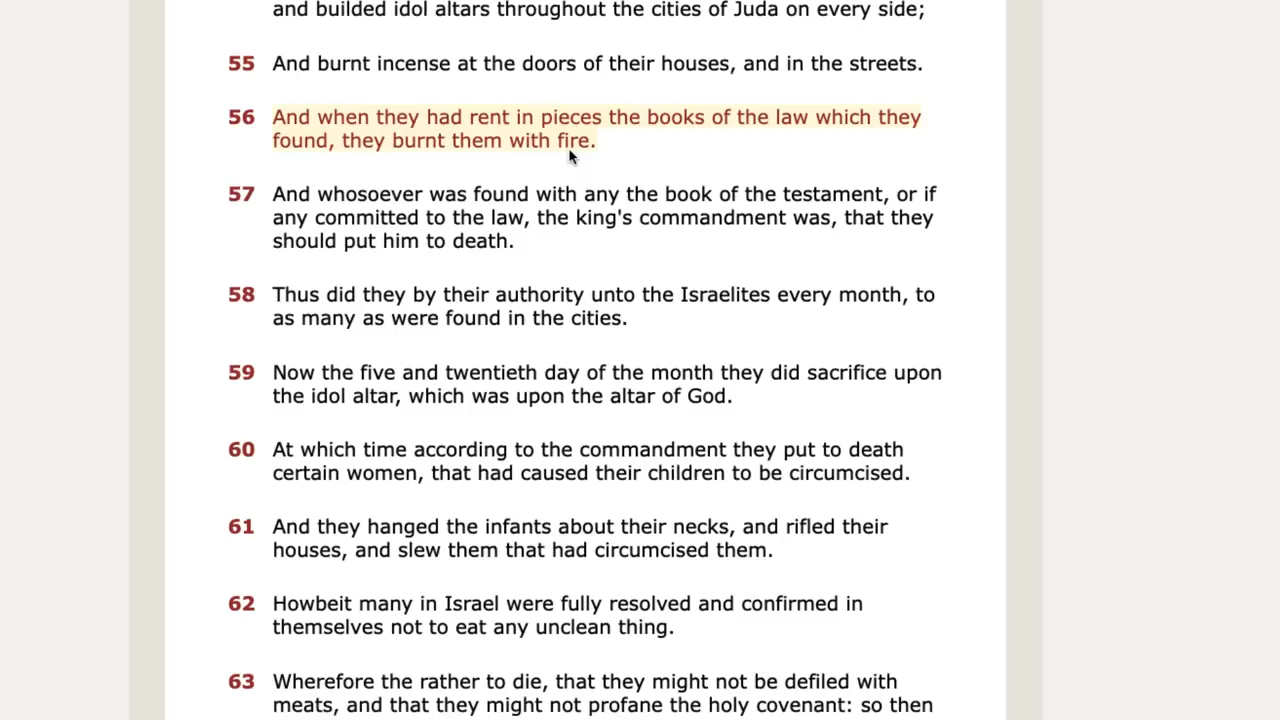 and builded idol altars throughout the cities of Juda on every side;
55 And burnt incense at the doors of their houses, and in the streets.
56 And when they had rent in pieces the books of the law which they
found, they burnt them with fire.
57 And whosoever was found with any the book of the testament, or if
any committed to the law, the king's commandment was, that they
should put him to death.
58 Thus did they by their authority unto the Israelites every month, to
as many as were found in the cities.
59 Now the five and twentieth day of the month they did sacrifice upon
the idol altar, which was upon the altar of God.
60 At which time according to the commandment they put to death
certain women, that had caused their children to be circumcised.
61 And they hanged the infants about their necks, and rifled their
houses, and slew them that had circumcised them.
62 Howbeit many in Israel were fully resolved and confirmed in
themselves not to eat any unclean thing.
63 Wherefore the rather to die, that they might not be defiled with
meats, and that they might not profane the holy covenant: so then